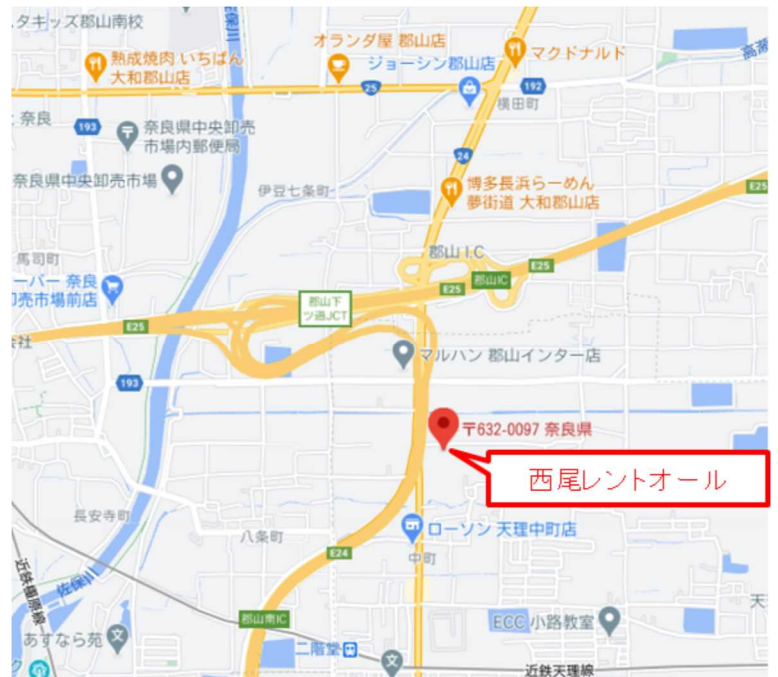 タキッズ郡山南校
熟成焼肉 いちばん
大和郡山店
オランダ屋 郡山店
ジョーシン郡山店
マクドナルド
高瀬
25
192
横田町
奈良
193
奈良県中央卸売
市場内郵便局
24
奈良県中央卸売市場
伊豆七条町
博多長浜らーめん
夢街道 大和郡山店
E25
馬司町
郡山 I.C
ーパー 奈良
卸売市場前店
郡山下
ツ道JCT
E25
郡山IC
E25
E25
会社
マルハン 郡山インター店
193
〒632-0097 奈良県
西尾レントオール
長安寺町
八条町
ローソン 天理中町店
中町
E24
近鉄橿原線
佐保川
郡山南IC
ECC 小路教室
天
あすなら苑
二階堂
ク
近鉄天理線